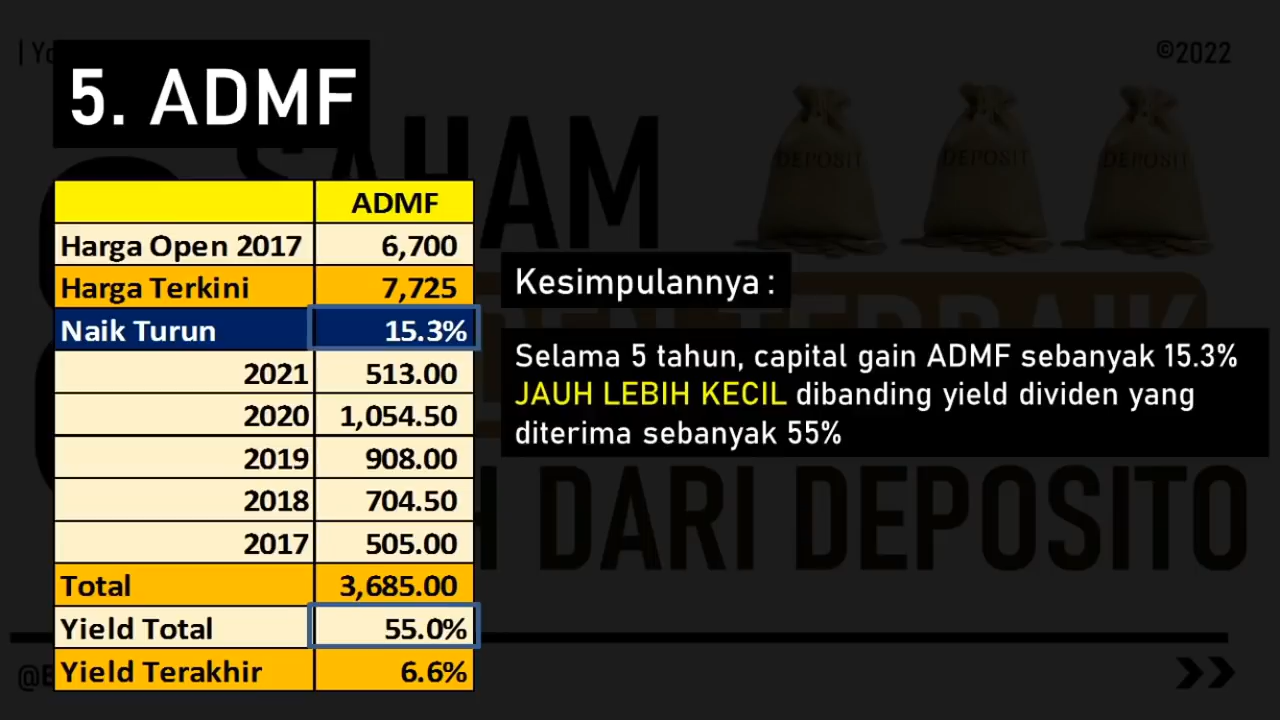 ©2022
5. ADMF
SAHAM
DEPOSIT
DEPOSIT
DEPOSIT
ADMF
Harga Open 2017 6,700
Harga Terkini 7,725
Naik Turun 15.3%
2021 513.00
2020 1,054.50
2019 908.00
2018 704.50
2017 505.00
Total 3,685.00
Yield Total 55.0%
Yield Terakhir 6.6%
Kesimpulannya :
Selama 5 tahun, capital gain ADMF sebanyak 15.3%
JAUH LEBIH KECIL dibanding yield dividen yang
diterima sebanyak 55%
DARI DEPOSITO